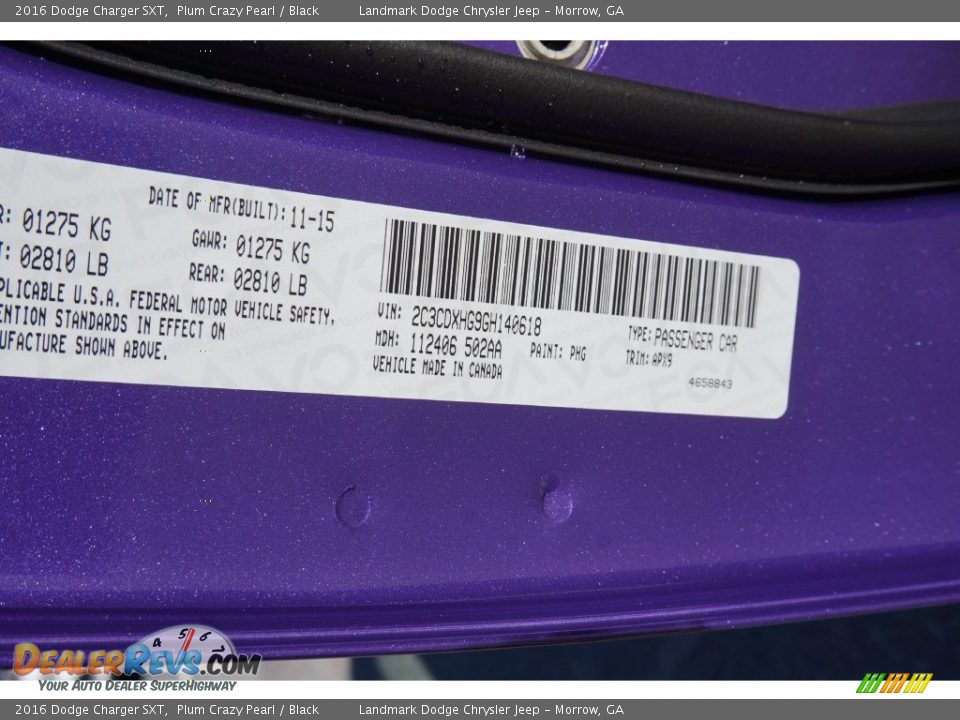 2016 Dodge Charger SXT, Plum Crazy Pearl / Black Landmark Dodge Chrysler Jeep - Morrow, GA
DATE OF MFR(BUILT): 11-15
R: 01275 KG GAWR: 01275 KG
T: 02810 LB REAR: 02810 LB
PLICABLE U.S.A. FEDERAL MOTOR VEHICLE SAFETY,
ENTION STANDARDS IN EFFECT ON
UFACTURE SHOWN ABOVE.
VIN: 2C3CDXHG9GH140618 TYPE: PASSENGER CAR
MDH: 112406 502AA PAINT: PHG TRIM: APX9
VEHICLE MADE IN CANADA 4658843
4 5 6
DealerRevs.com
Your Auto Dealer SuperHighway
2016 Dodge Charger SXT, Plum Crazy Pearl / Black Landmark Dodge Chrysler Jeep - Morrow, GA